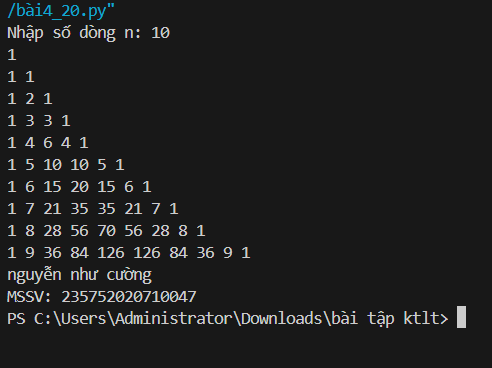 /bài4_20.py"
Nhập số dòng n: 10
1
1 1
1 2 1
1 3 3 1
1 4 6 4 1
1 5 10 10 5 1
1 6 15 20 15 6 1
1 7 21 35 35 21 7 1
1 8 28 56 70 56 28 8 1
1 9 36 84 126 126 84 36 9 1
nguyễn như cường
MSSV: 235752020710047
PS C:\Users\Administrator\Downloads\bài tập ktlt>